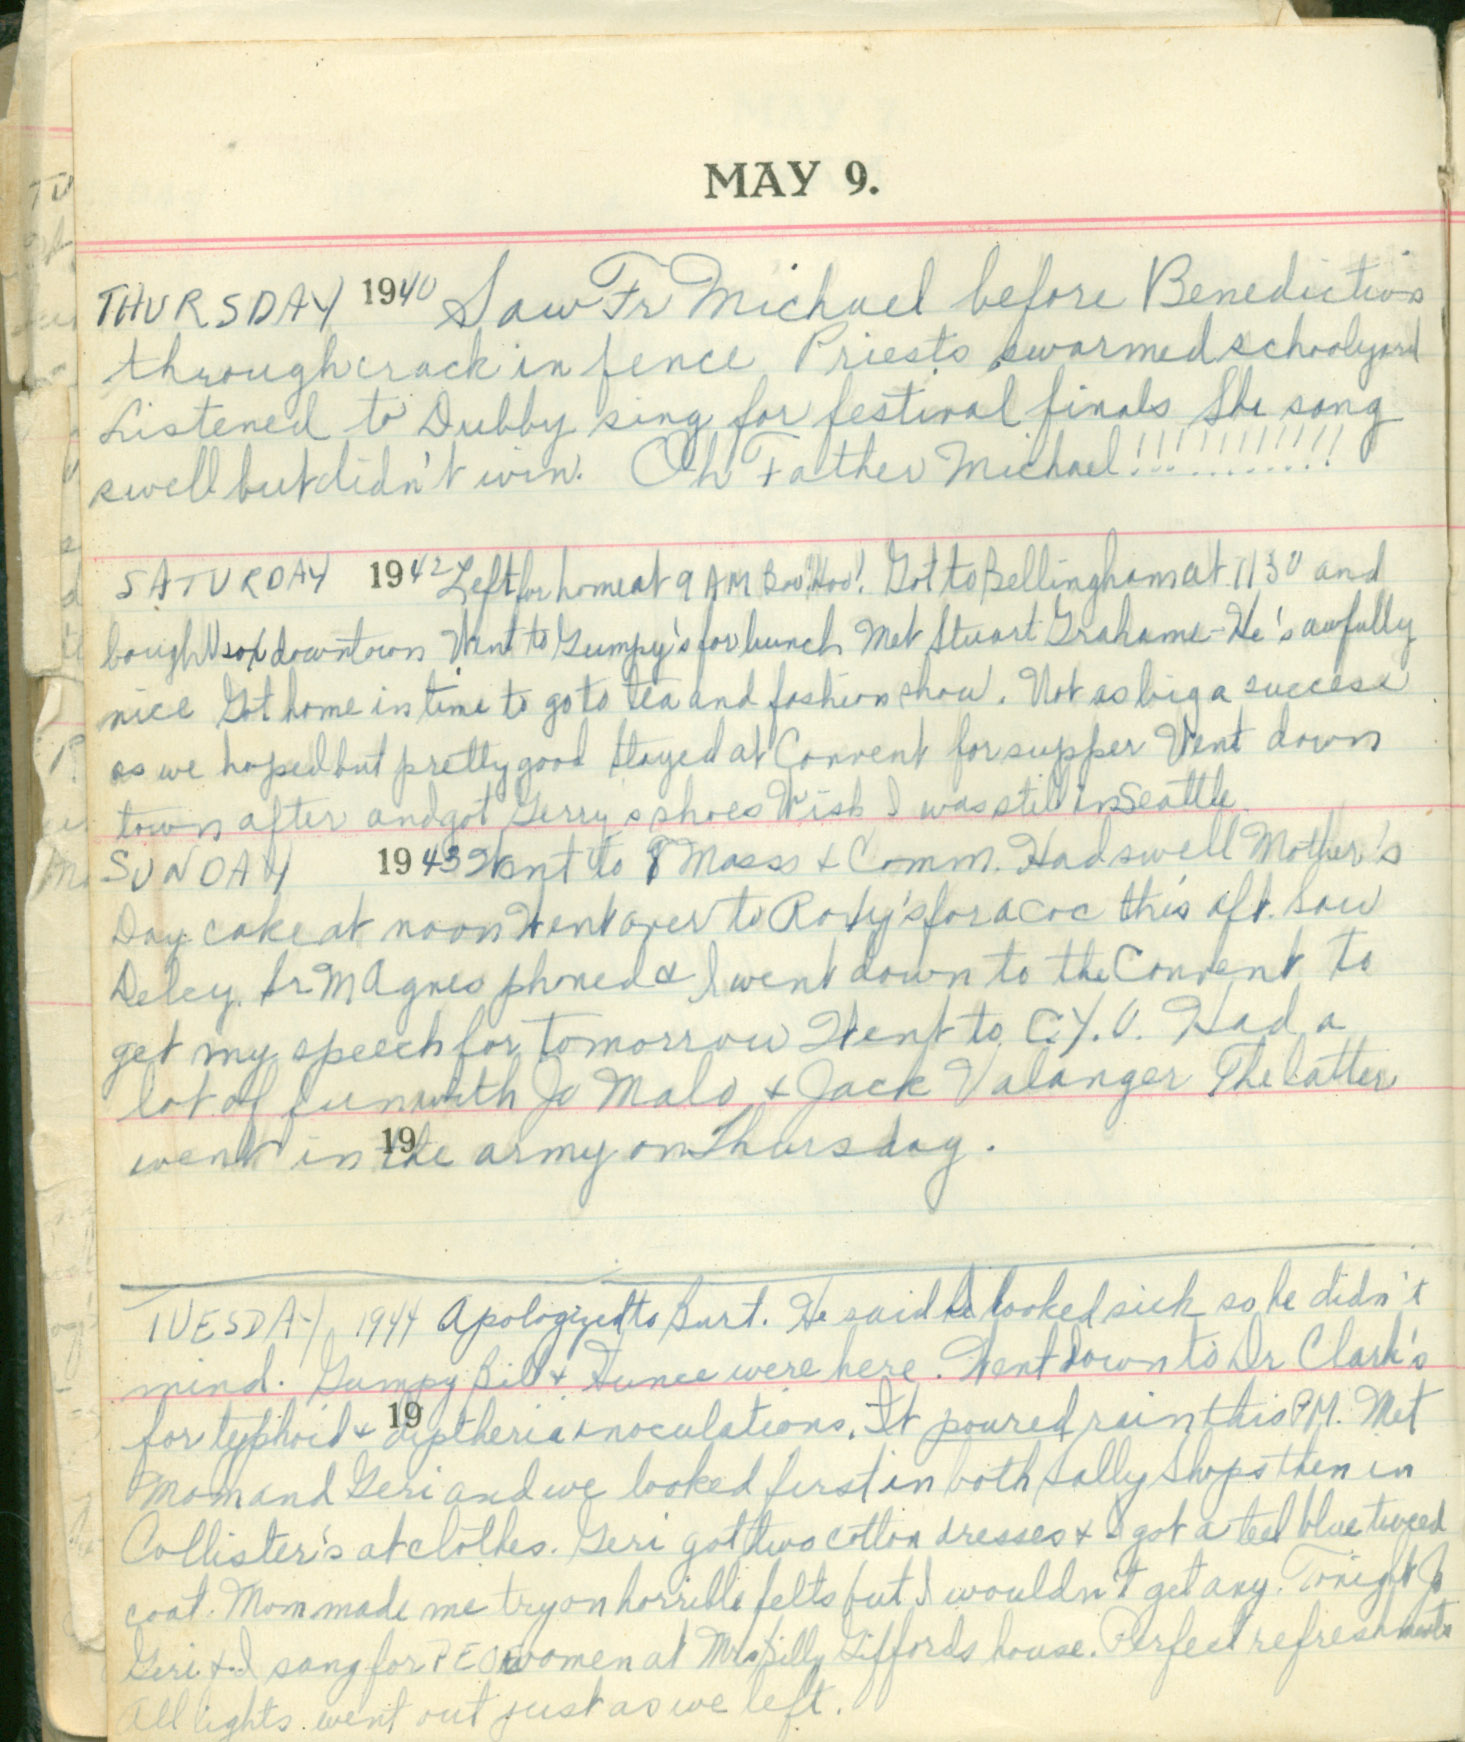 MAY 9.
THURSDAY 1940 Saw Fr Michael before Benediction
through crack in fence Priests swarmed schoolyard
Listened to Dubby sing for festival finals She sang
swell but didn't win. Oh Father Michael!!!!!!!!!!!
SATURDAY 1942 Left for home at 9 AM Boo Hoo! Got to Bellingham at 1130 and
bought sox downtown Went to Gumpy's for lunch Met Stuart Grahame - He's awfully
nice Got home in time to go to tea and fashion show. Not as big a success
as we hoped but pretty good Stayed at Convent for supper Went down
town after and got Gerry's shoes Wish I was still in Seattle
SUNDAY 1943 Went to 8 Mass & Comm. Had swell Mother's
Day cake at noon Went over to Rody's for a coc this aft. Saw
Deley. Sr M Agnes phoned & I went down to the Convent to
get my speech for tomorrow Went to C.Y.O. Had a
lot of fun with Jo Malo & Jack Valanger The latter
went in the army on Thursday.
19
TUESDAY 1944 Apologized to Burt. He said he looked sick so he didn't
mind. Gumpy Bill & were here. Went down to Dr Clark's
for typhoid & diptheria inoculations. It poured rain this P.M. Met
19
Mom and Geri and we looked first in both Sally Shops then in
Collister's at clothes. Geri got two cotton dresses & I got a teel blue tweed
coat. Mom made me try on horrible felts but I wouldn't get any. Tonight Jo
Geri & I sang for PEO women at Mrs Billy Giffords house. Perfect refreshments
All lights went out just as we left.